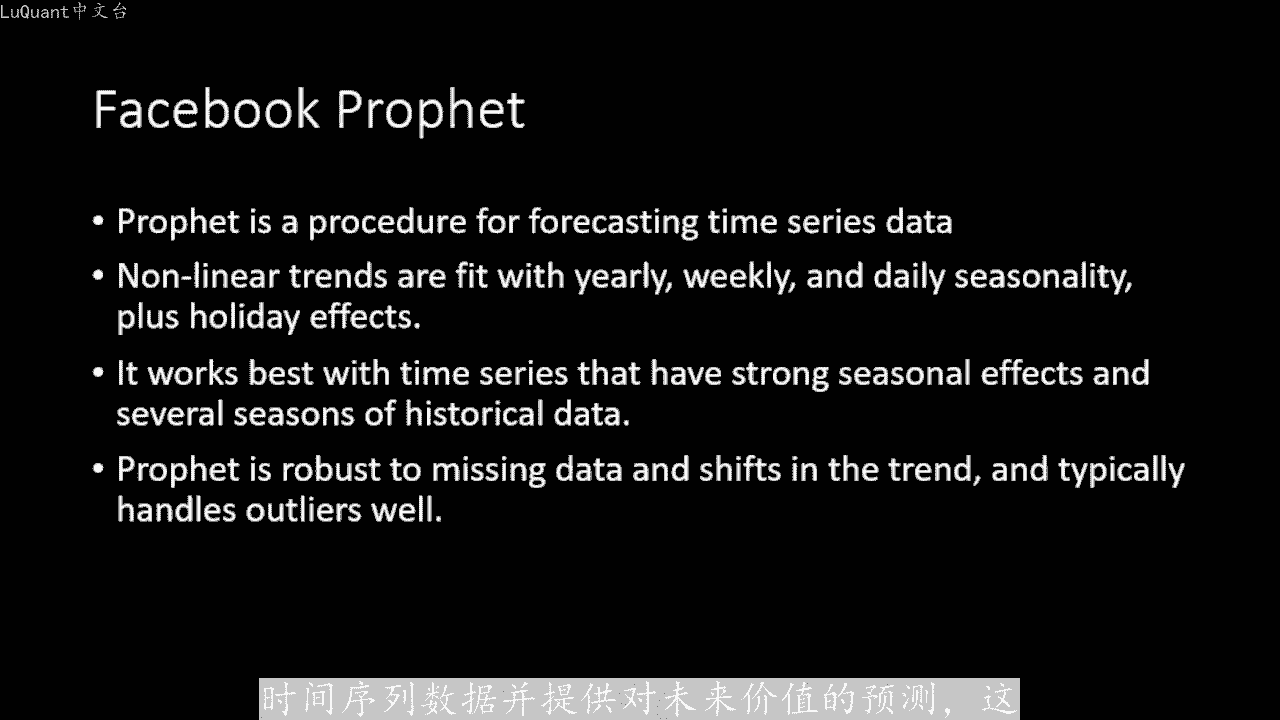 LuQuant中文台
Facebook Prophet
• Prophet is a procedure for forecasting time series data
• Non-linear trends are fit with yearly, weekly, and daily seasonality,
plus holiday effects.
• It works best with time series that have strong seasonal effects and
several seasons of historical data.
• Prophet is robust to missing data and shifts in the trend, and typically
handles outliers well.
时间序列数据并提供对未来价值的预测，这